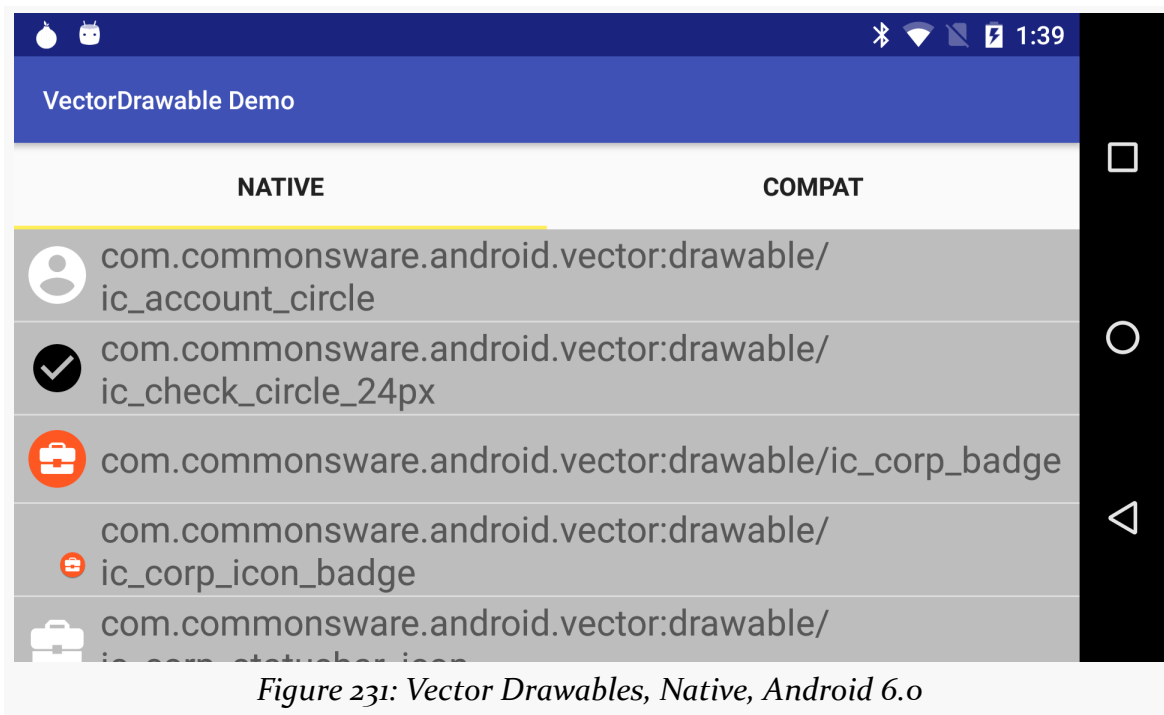 1:39
VectorDrawable Demo
NATIVE
COMPAT
com.commonsware.android.vector:drawable/
ic_account_circle
com.commonsware.android.vector:drawable/
ic_check_circle_24px
com.commonsware.android.vector:drawable/ic_corp_badge
com.commonsware.android.vector:drawable/
ic_corp_icon_badge
com.commonsware.android.vector:drawable/
ic_corp_statusbar_icon
Figure 231: Vector Drawables, Native, Android 6.0